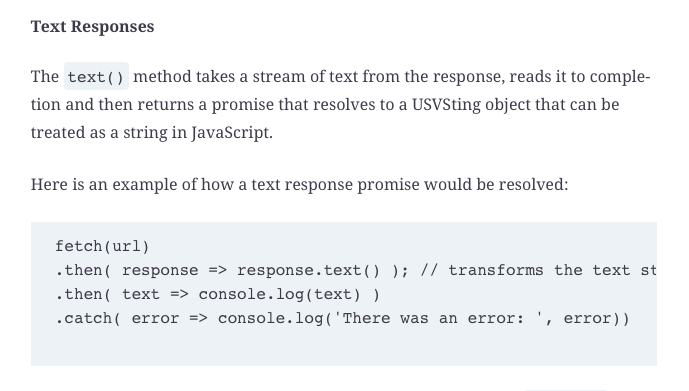 Text Responses
The text() method takes a stream of text from the response, reads it to comple-
tion and then returns a promise that resolves to a USVSting object that can be
treated as a string in JavaScript.
Here is an example of how a text response promise would be resolved:
fetch(url)
.then( response => response.text() ); // transforms the text st
.then( text => console.log(text) )
.catch( error => console.log('There was an error: ', error))